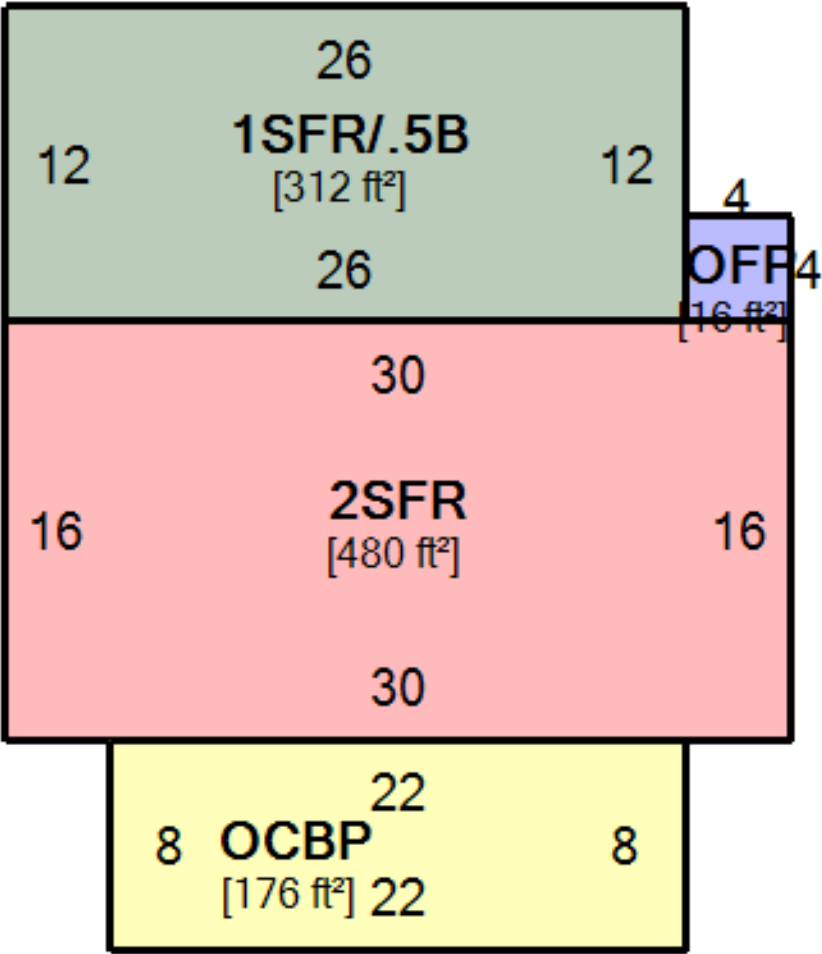 26
1SFR/.5B
12 12
[312 ft²]
4
26
OFP 4
[16 ft²]
30
2SFR
16 16
[480 ft²]
30
22
8 OCBP 8
[176 ft²] 22